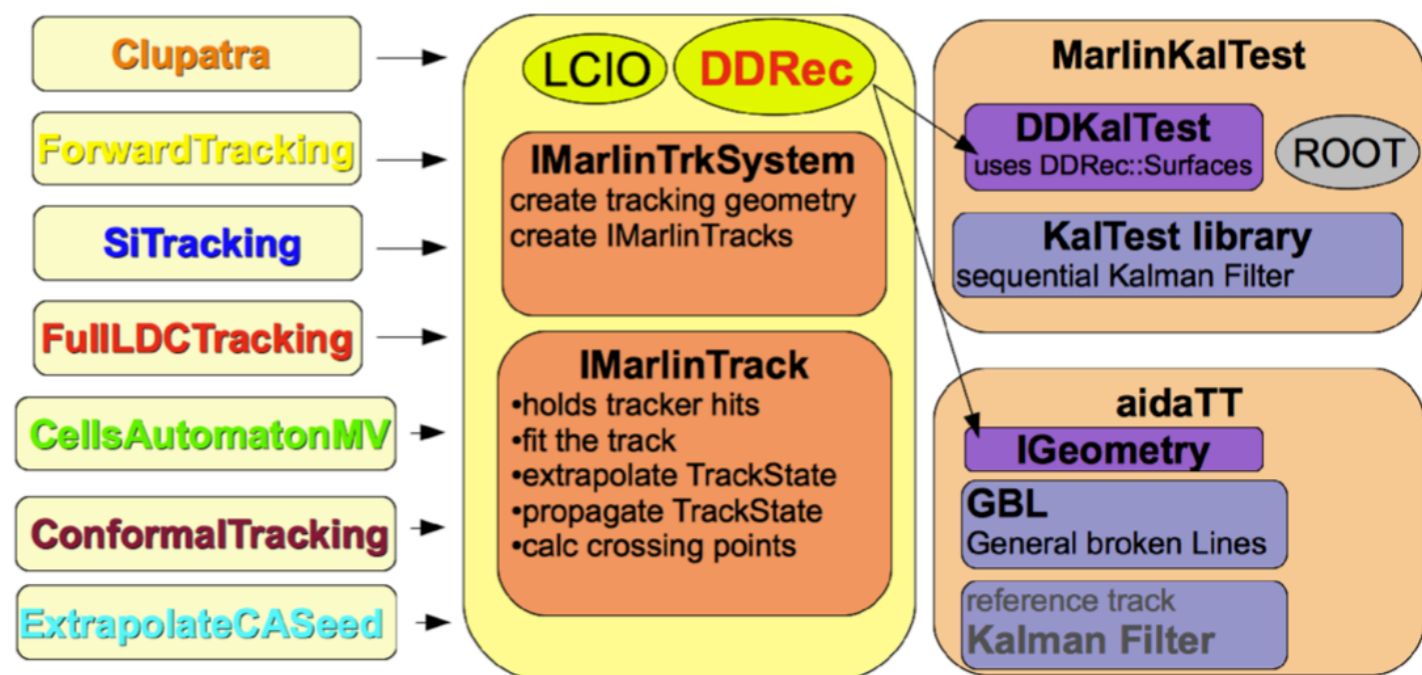 Clupatra
ForwardTracking
SiTracking
FullLDCTracking
CellsAutomatonMV
ConformalTracking
ExtrapolateCASeed
LCIO
DDRec
IMarlinTrkSystem
create tracking geometry
create IMarlinTracks
IMarlinTrack
•holds tracker hits
•fit the track
•extrapolate TrackState
•propagate TrackState
•calc crossing points
MarlinKalTest
DDKalTest
uses DDRec::Surfaces
ROOT
KalTest library
sequential Kalman Filter
aidaTT
IGeometry
GBL
General broken Lines
reference track
Kalman Filter